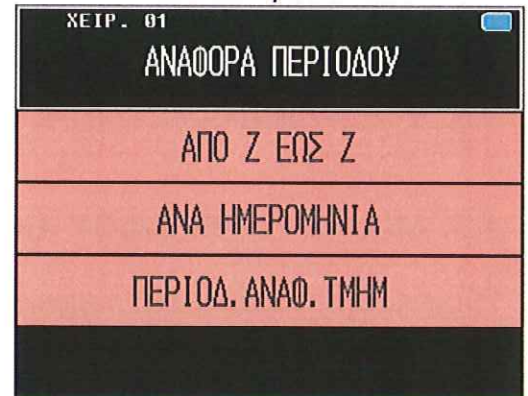 ΧΕΙΡ. 01
ΑΝΑΦΟΡΑ ΠΕΡΙΟΔΟΥ
ΑΠΟ Ζ ΕΩΣ Ζ
ΑΝΑ ΗΜΕΡΟΜΗΝΙΑ
ΠΕΡΙΟΔ.ΑΝΑΦ.ΤΜΗΜ